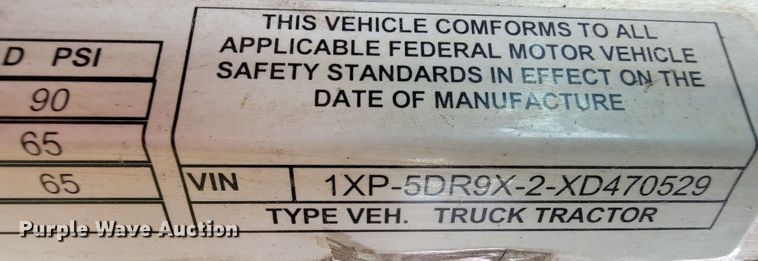 THIS VEHICLE COMFORMS TO ALL
APPLICABLE FEDERAL MOTOR VEHICLE
SAFETY STANDARDS IN EFFECT ON THE
DATE OF MANUFACTURE
D PSI
90
65
65
VIN 1XP-5DR9X-2-XD470529
TYPE VEH. TRUCK TRACTOR
Purple Wave Auction